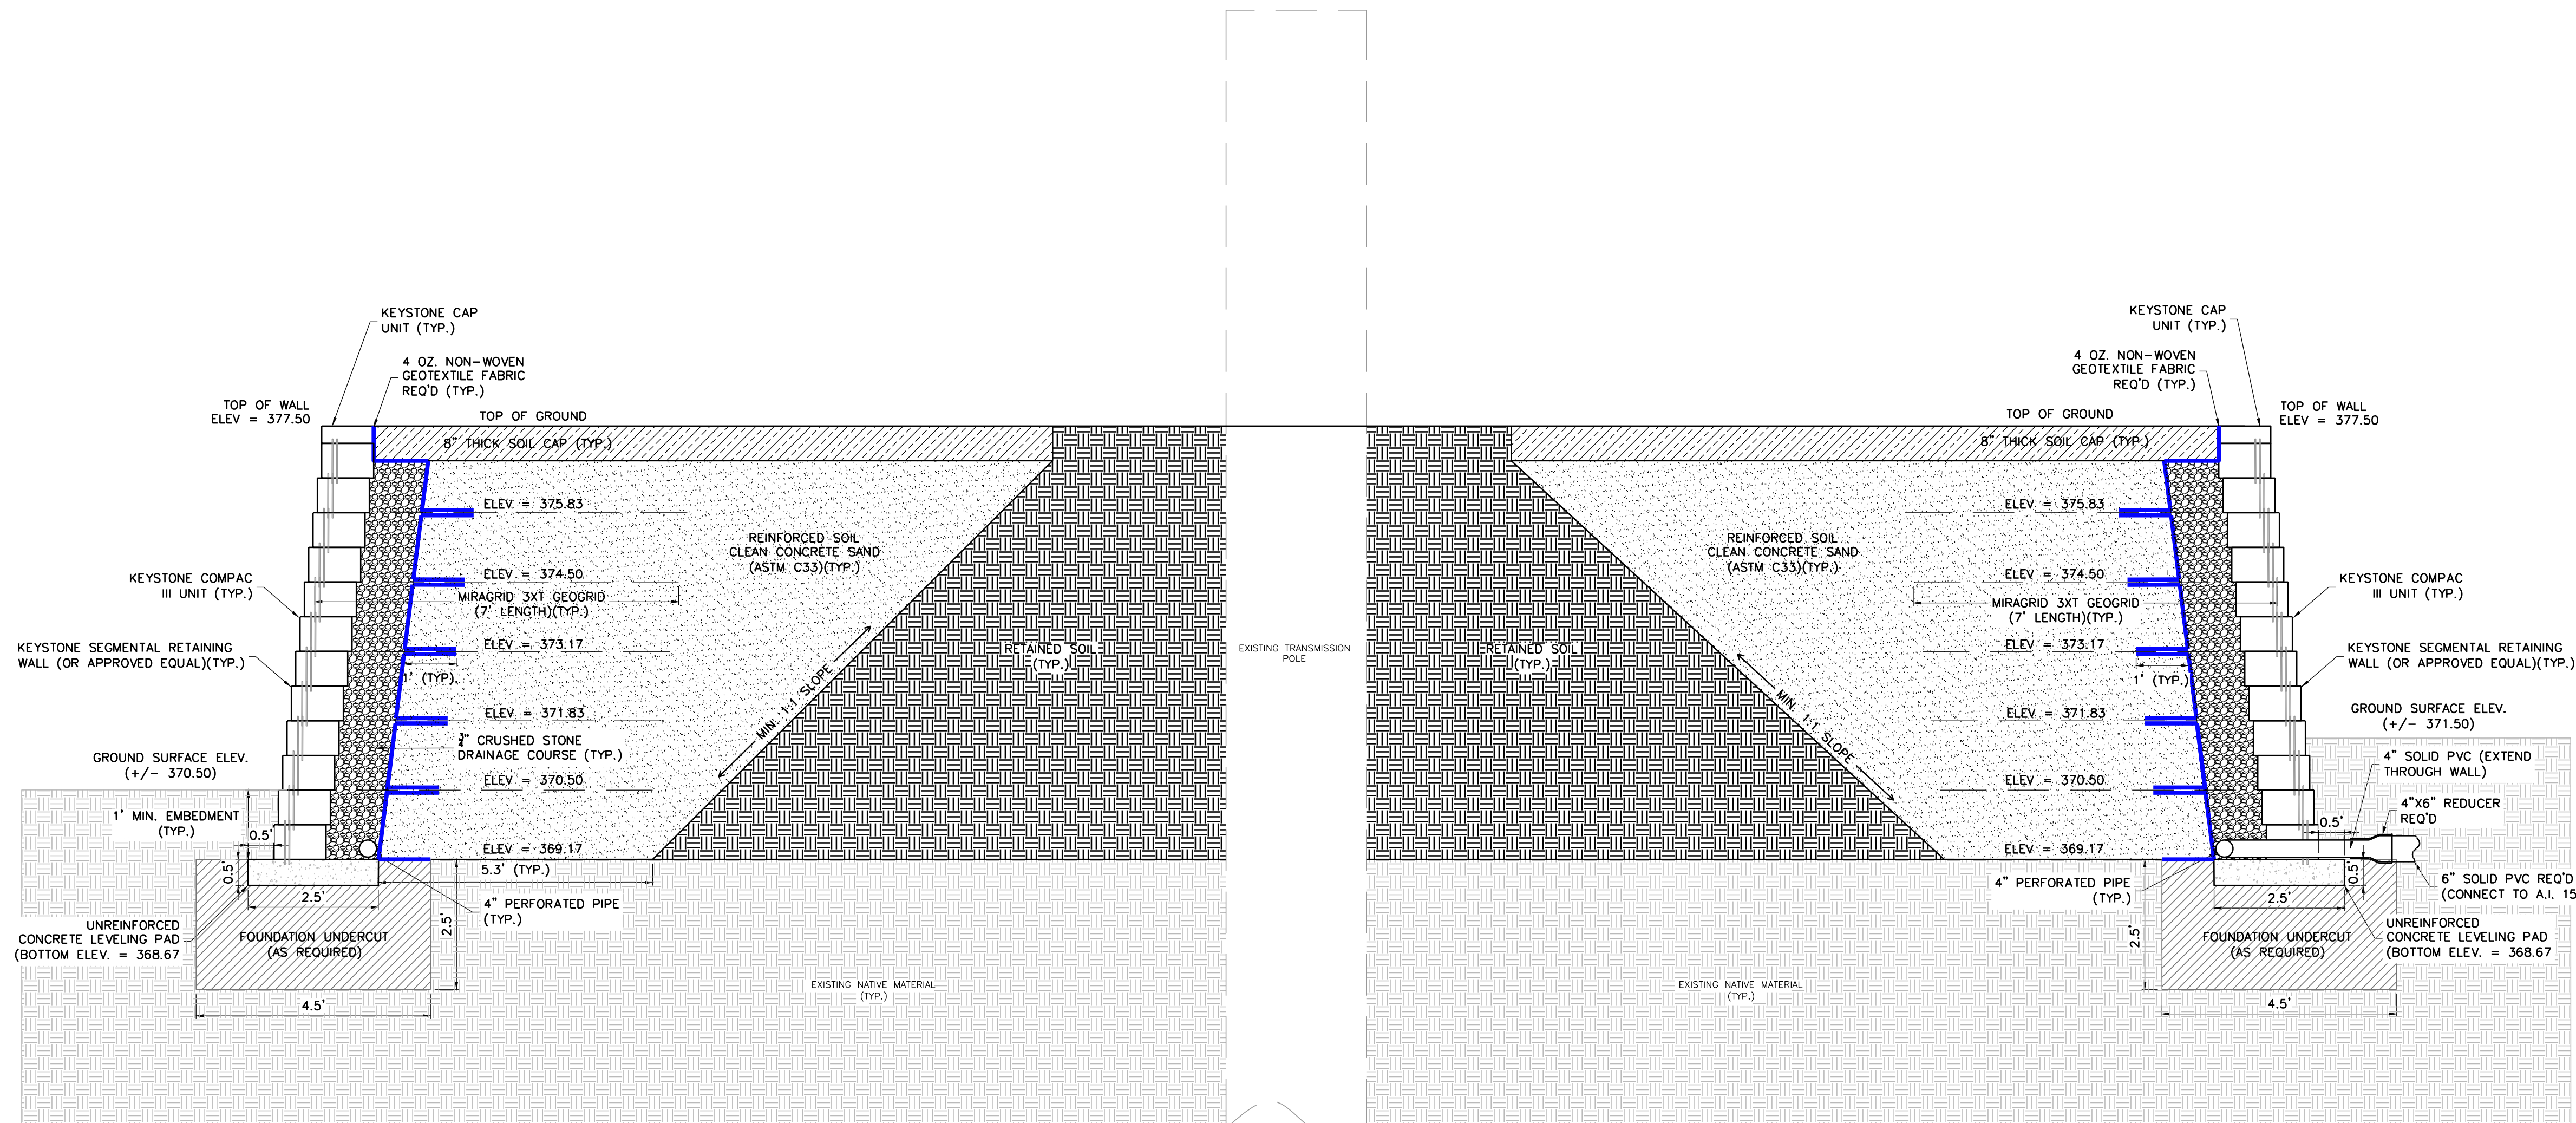 KEYSTONE CAP
UNIT (TYP.)
4 OZ. NON-WOVEN
GEOTEXTILE FABRIC
REQ'D (TYP.)
TOP OF WALL
ELEV = 377.50
TOP OF GROUND
8" THICK SOIL CAP (TYP.)
ELEV = 375.83
REINFORCED SOIL
CLEAN CONCRETE SAND
(ASTM C33)(TYP.)
ELEV = 374.50
KEYSTONE COMPAC
III UNIT (TYP.)
MIRAGRID 3XT GEOGRID
(7' LENGTH)(TYP.)
KEYSTONE SEGMENTAL RETAINING
WALL (OR APPROVED EQUAL)(TYP.)
ELEV = 373.17
1' (TYP).
RETAINED SOIL
(TYP.)
MIN. 1:1 SLOPE
ELEV = 371.83
" CRUSHED STONE
DRAINAGE COURSE (TYP.)
GROUND SURFACE ELEV.
(+/- 370.50)
ELEV = 370.50
1' MIN. EMBEDMENT
(TYP.)
0.5'
ELEV = 369.17
5.3' (TYP.)
0.5'
2.5'
4" PERFORATED PIPE
(TYP.)
2.5'
UNREINFORCED
CONCRETE LEVELING PAD
(BOTTOM ELEV. = 368.67
FOUNDATION UNDERCUT
(AS REQUIRED)
4.5'
EXISTING NATIVE MATERIAL
(TYP.)
EXISTING TRANSMISSION
POLE
KEYSTONE CAP
UNIT (TYP.)
4 OZ. NON-WOVEN
GEOTEXTILE FABRIC
REQ'D (TYP.)
TOP OF GROUND
TOP OF WALL
ELEV = 377.50
8" THICK SOIL CAP (TYP.)
ELEV = 375.83
REINFORCED SOIL
CLEAN CONCRETE SAND
(ASTM C33)(TYP.)
ELEV = 374.50
KEYSTONE COMPAC
III UNIT (TYP.)
MIRAGRID 3XT GEOGRID
(7' LENGTH)(TYP.)
RETAINED SOIL
(TYP.)
ELEV = 373.17
KEYSTONE SEGMENTAL RETAINING
WALL (OR APPROVED EQUAL)(TYP.)
1' (TYP.)
MIN. 1:1 SLOPE
ELEV = 371.83
GROUND SURFACE ELEV.
(+/- 371.50)
4" SOLID PVC (EXTEND
THROUGH WALL)
ELEV = 370.50
4"X6" REDUCER
REQ'D
0.5'
ELEV = 369.17
0.5'
4" PERFORATED PIPE
(TYP.)
2.5'
6" SOLID PVC REQ'D
(CONNECT TO A.I. 15
2.5'
UNREINFORCED
CONCRETE LEVELING PAD
(BOTTOM ELEV. = 368.67
FOUNDATION UNDERCUT
(AS REQUIRED)
4.5'
EXISTING NATIVE MATERIAL
(TYP.)